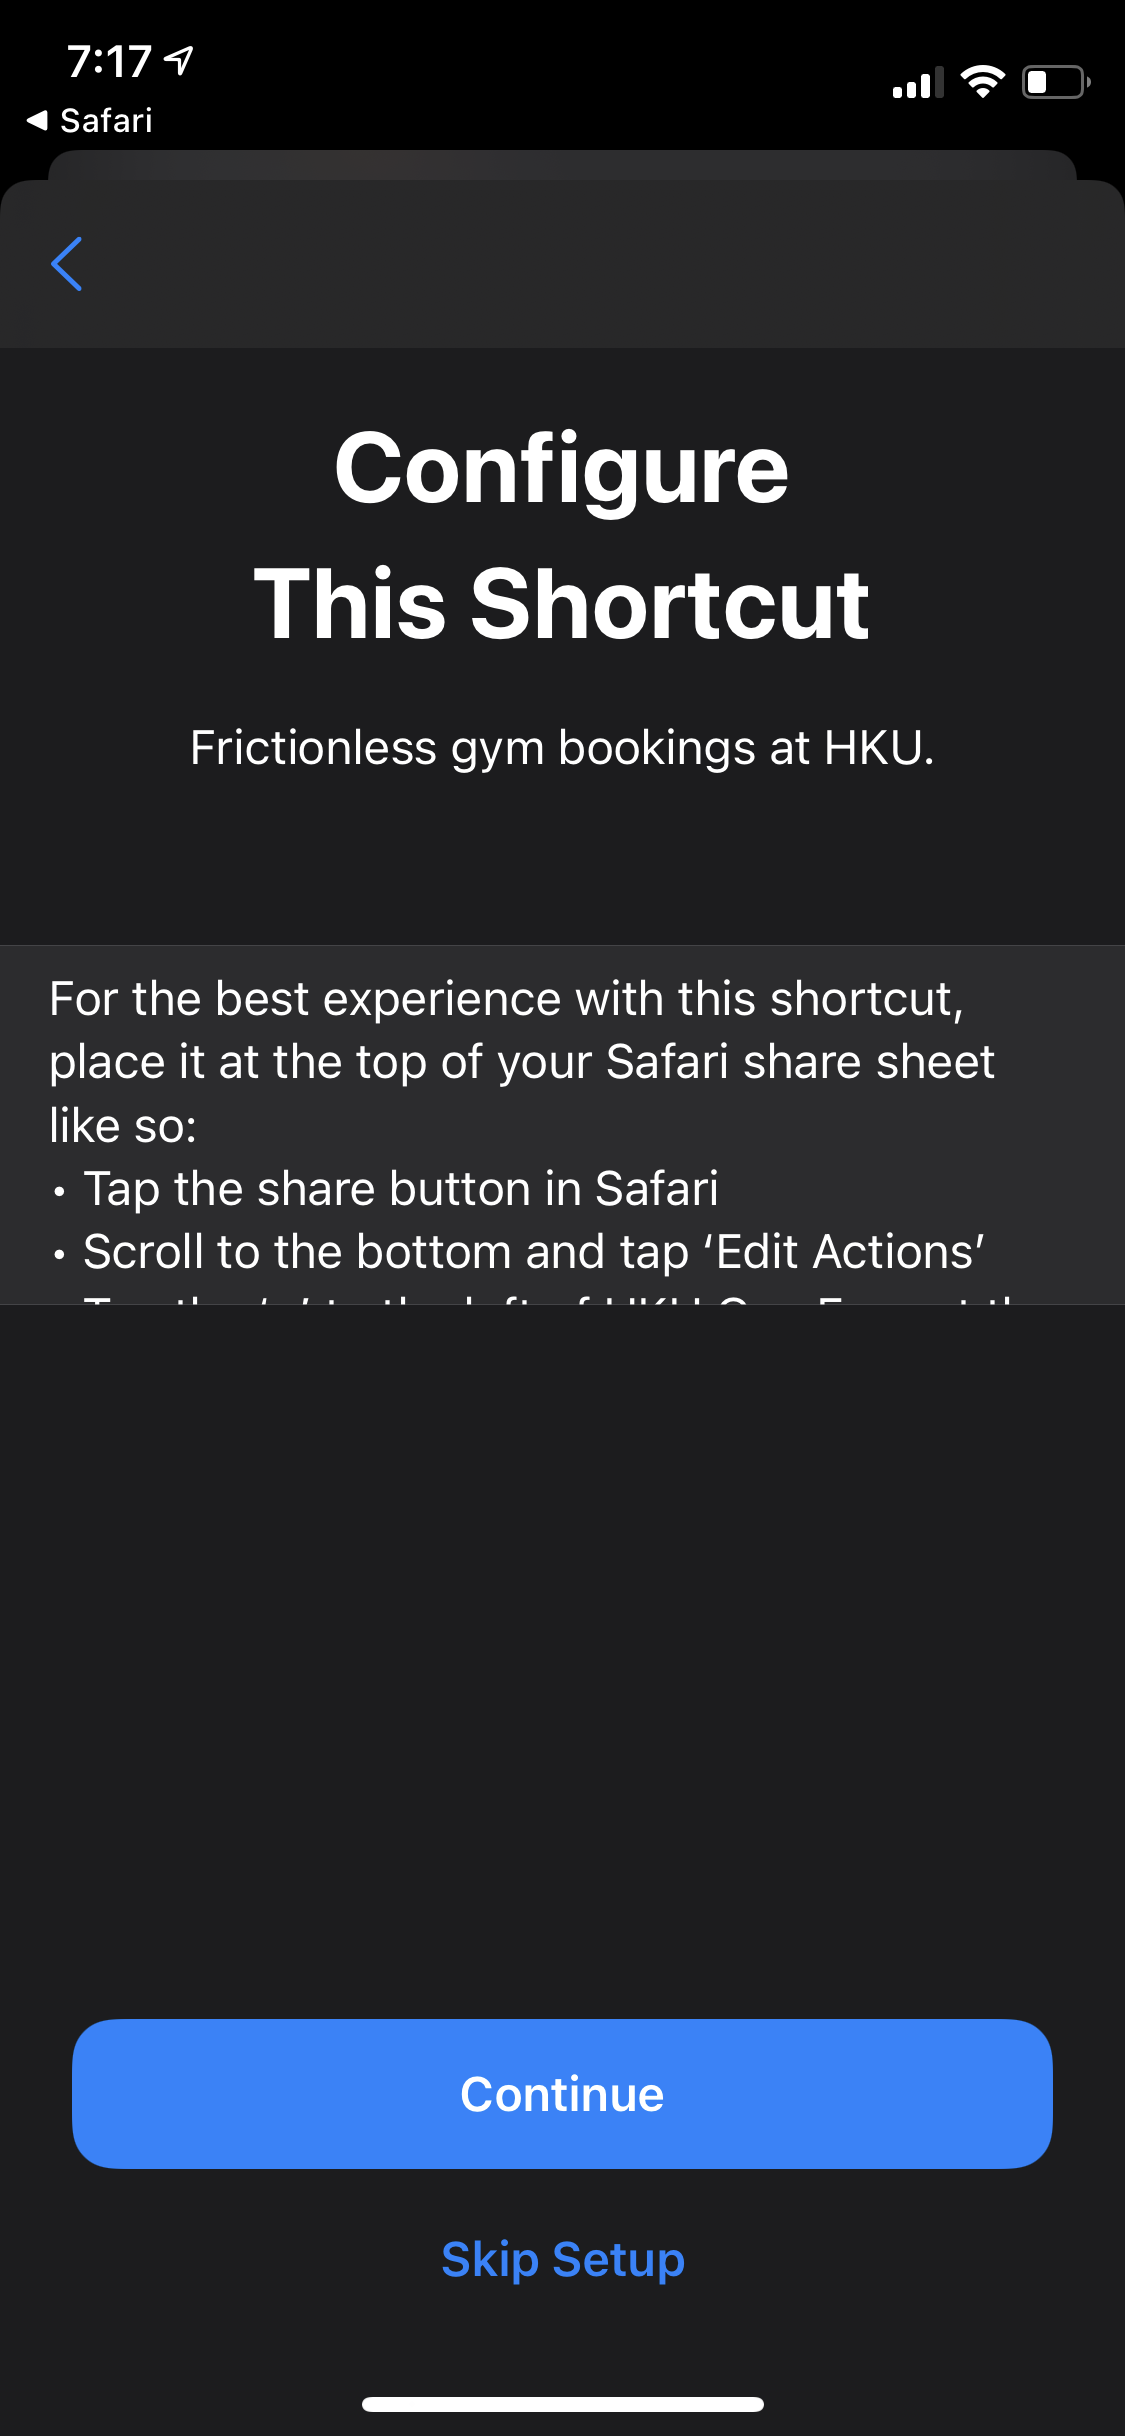 7:17
Safari
Configure
This Shortcut
Frictionless gym bookings at HKU.
For the best experience with this shortcut,
place it at the top of your Safari share sheet
like so:
• Tap the share button in Safari
• Scroll to the bottom and tap ‘Edit Actions’
Continue
Skip Setup